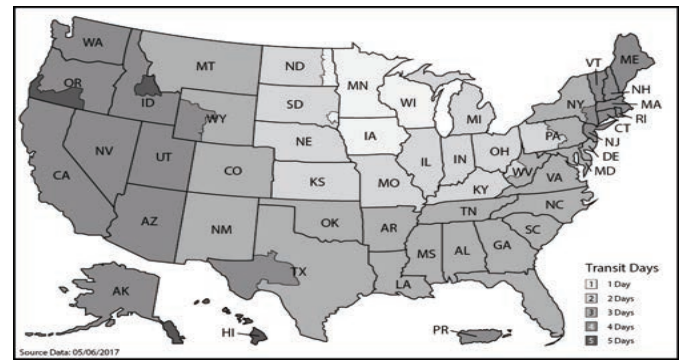 WA
MT
ND
MN
VT
ME
OR
ID
WY
SD
WI
MI
NY
NH
MA
RI
CT
NV
UT
CO
NE
IA
IL
IN
OH
PA
NJ
DE
MD
CA
KS
MO
KY
WV
VA
AZ
NM
OK
AR
TN
NC
SC
TX
LA
MS
AL
GA
AK
HI
PR
Transit Days
1 1 Day
2 2 Days
3 3 Days
4 4 Days
5 5 Days
Source Data: 05/06/2017